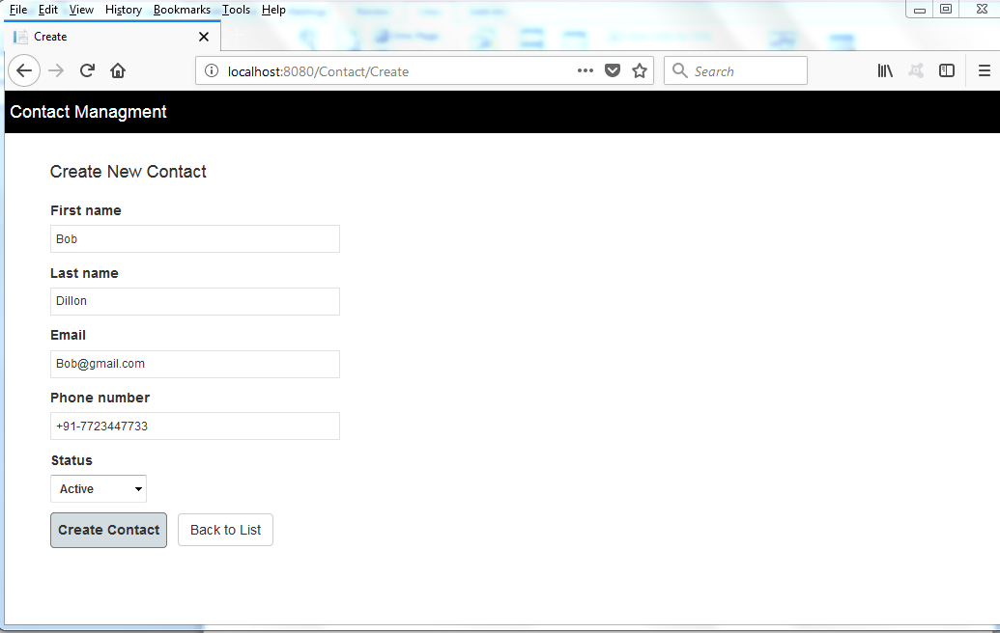 File Edit View History Bookmarks Tools Help
Create
localhost:8080/Contact/Create
Search
Contact Managment
Create New Contact
First name
Bob
Last name
Dillon
Email
Bob@gmail.com
Phone number
+91-7723447733
Status
Active
Create Contact Back to List